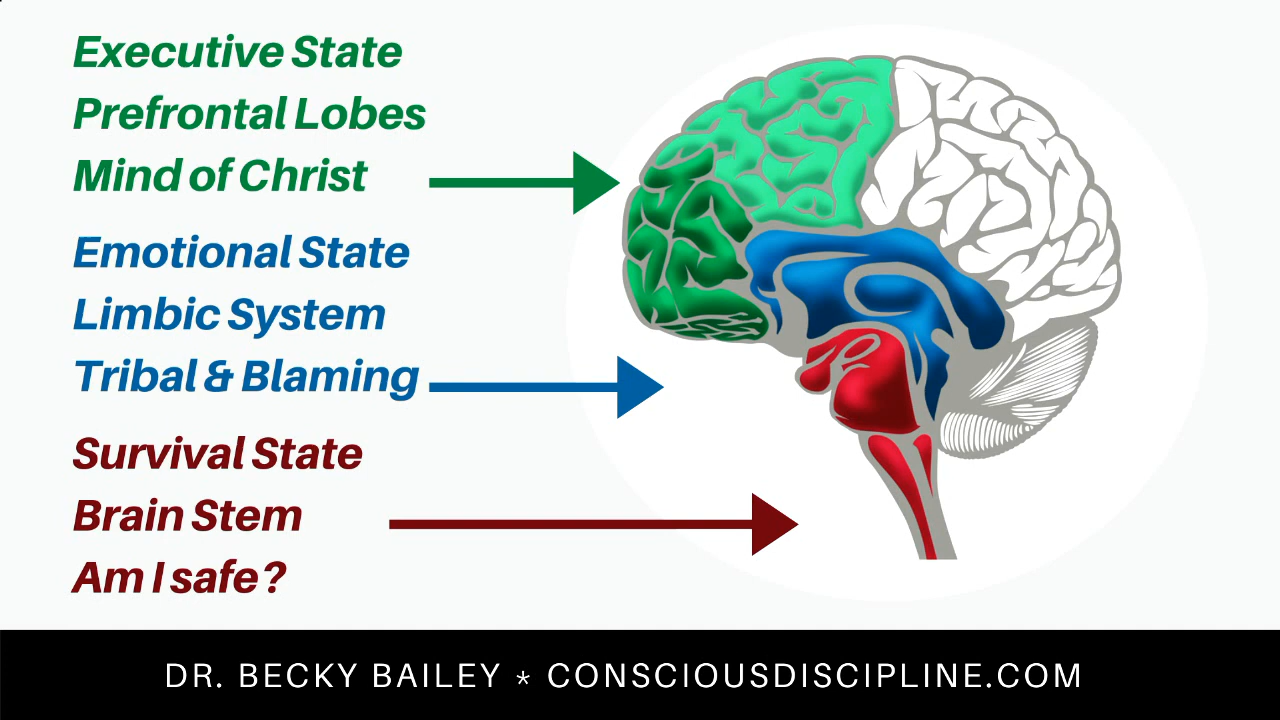 Executive State
Prefrontal Lobes
Mind of Christ
Emotional State
Limbic System
Tribal & Blaming
Survival State
Brain Stem
Am I safe?
DR. BECKY BAILEY * CONSCIOUSDISCIPLINE.COM